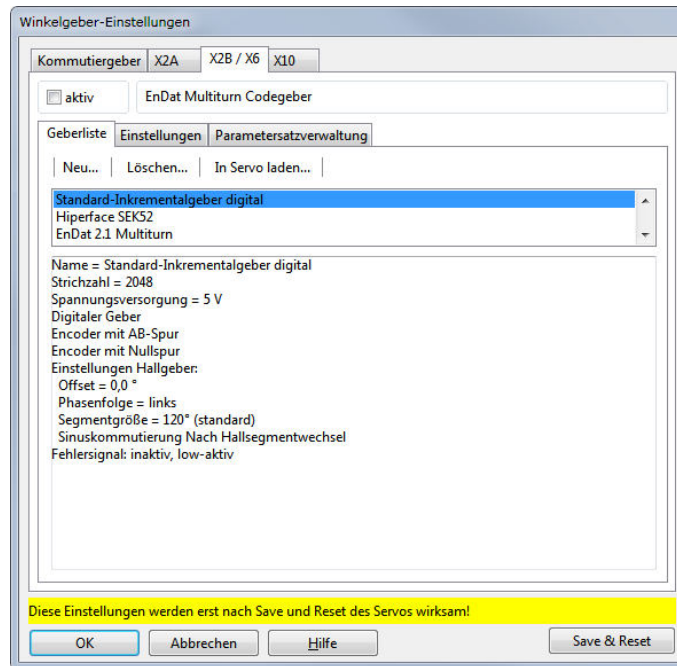 Winkelgeber-Einstellungen
Kommutiergeber X2A X2B / X6 X10
aktiv EnDat Multiturn Codegeber
Geberliste Einstellungen Parametersatzverwaltung
Neu... Löschen... In Servo laden...
Standard-Inkrementalgeber digital
Hiperface SEK52
EnDat 2.1 Multiturn
Name = Standard-Inkrementalgeber digital
Strichzahl = 2048
Spannungsversorgung = 5 V
Digitaler Geber
Encoder mit AB-Spur
Encoder mit Nullspur
Einstellungen Hallgeber:
Offset = 0,0 °
Phasenfolge = links
Segmentgröße = 120° (standard)
Sinuskommutierung Nach Hallsegmentwechsel
Fehlersignal: inaktiv, low-aktiv
Diese Einstellungen werden erst nach Save und Reset des Servos wirksam!
OK Abbrechen Hilfe Save & Reset